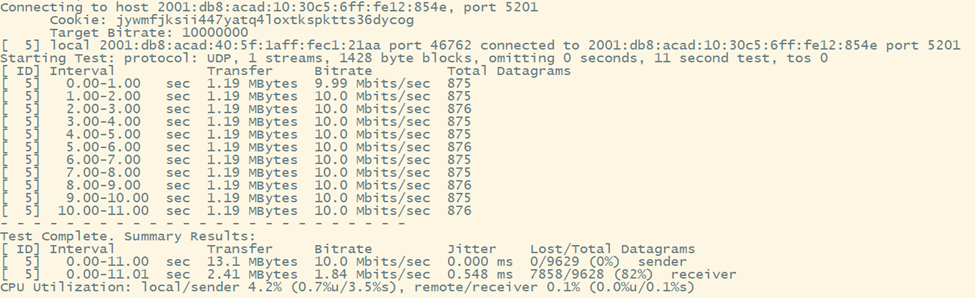 Connecting to host 2001:db8:acad:10:30c5:6ff:fe12:854e, port 5201
Cookie: jywmfjksii447yatq4loxtkspktts36dycog
Target Bitrate: 10000000
[ 5] local 2001:db8:acad:40:5f:1aff:fec1:21aa port 46762 connected to 2001:db8:acad:10:30c5:6ff:fe12:854e port 5201
Starting Test: protocol: UDP, 1 streams, 1428 byte blocks, omitting 0 seconds, 11 second test, tos 0
[ ID] Interval Transfer Bitrate Total Datagrams
[ 5] 0.00-1.00 sec 1.19 MBytes 9.99 Mbits/sec 875
[ 5] 1.00-2.00 sec 1.19 MBytes 10.0 Mbits/sec 875
[ 5] 2.00-3.00 sec 1.19 MBytes 10.0 Mbits/sec 876
[ 5] 3.00-4.00 sec 1.19 MBytes 10.0 Mbits/sec 875
[ 5] 4.00-5.00 sec 1.19 MBytes 10.0 Mbits/sec 875
[ 5] 5.00-6.00 sec 1.19 MBytes 10.0 Mbits/sec 876
[ 5] 6.00-7.00 sec 1.19 MBytes 10.0 Mbits/sec 875
[ 5] 7.00-8.00 sec 1.19 MBytes 10.0 Mbits/sec 875
[ 5] 8.00-9.00 sec 1.19 MBytes 10.0 Mbits/sec 876
[ 5] 9.00-10.00 sec 1.19 MBytes 10.0 Mbits/sec 875
[ 5] 10.00-11.00 sec 1.19 MBytes 10.0 Mbits/sec 876
- - - - - - - - - - - - - - - - - - - - - - - - -
Test Complete. Summary Results:
[ ID] Interval Transfer Bitrate Jitter Lost/Total Datagrams
[ 5] 0.00-11.00 sec 13.1 MBytes 10.0 Mbits/sec 0.000 ms 0/9629 (0%) sender
[ 5] 0.00-11.01 sec 2.41 MBytes 1.84 Mbits/sec 0.548 ms 7858/9628 (82%) receiver
CPU Utilization: local/sender 4.2% (0.7%u/3.5%s), remote/receiver 0.1% (0.0%u/0.1%s)